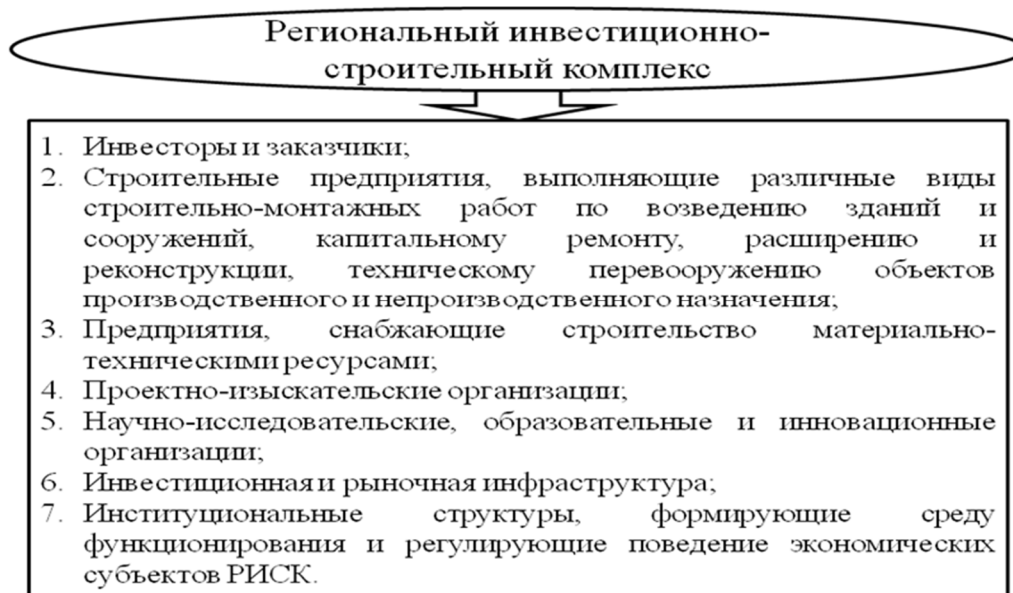 Региональный инвестиционно-
строительный комплекс
1. Инвесторы и заказчики;
2. Строительные предприятия, выполняющие различные виды
строительно-монтажных работ по возведению зданий и
сооружений, капитальному ремонту, расширению и
реконструкции, техническому перевооружению объектов
производственного и непроизводственного назначения;
3. Предприятия, снабжающие строительство материально-
техническими ресурсами;
4. Проектно-изыскательские организации;
5. Научно-исследовательские, образовательные и инновационные
организации;
6. Инвестиционная и рыночная инфраструктура;
7. Институциональные структуры, формирующие среду
функционирования и регулирующие поведение экономических
субъектов РИСК.